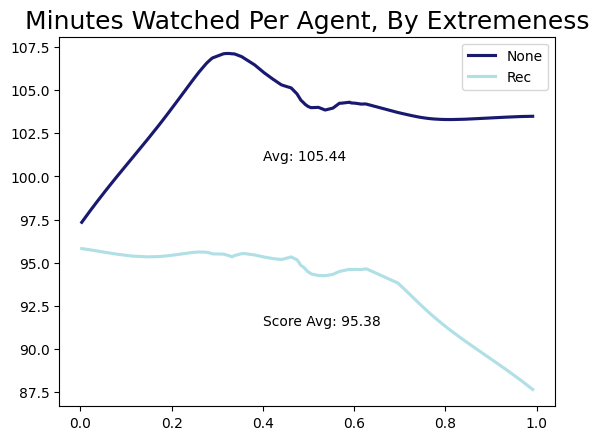 Minutes Watched Per Agent, By Extremeness
107.5
105.0
102.5
100.0
97.5
95.0
92.5
90.0
87.5
None
Rec
Avg: 105.44
Score Avg: 95.38
0.0 0.2 0.4 0.6 0.8 1.0